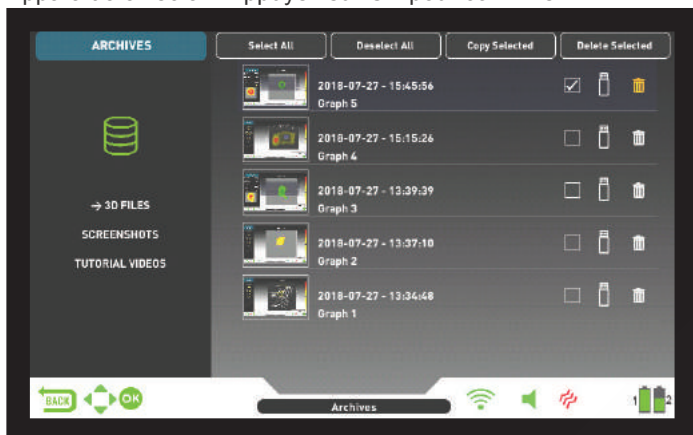 ARCHIVES
Select All
Deselect All
Copy Selected
Delete Selected
2018-07-27 - 15:45:56
Graph 5
2018-07-27 - 15:15:26
Graph 4
2018-07-27 - 13:39:39
Graph 3
2018-07-27 - 13:37:10
Graph 2
2018-07-27 - 13:34:48
Graph 1
→ 3D FILES
SCREENSHOTS
TUTORIAL VIDEOS
BACK
OK
Archives
1
2